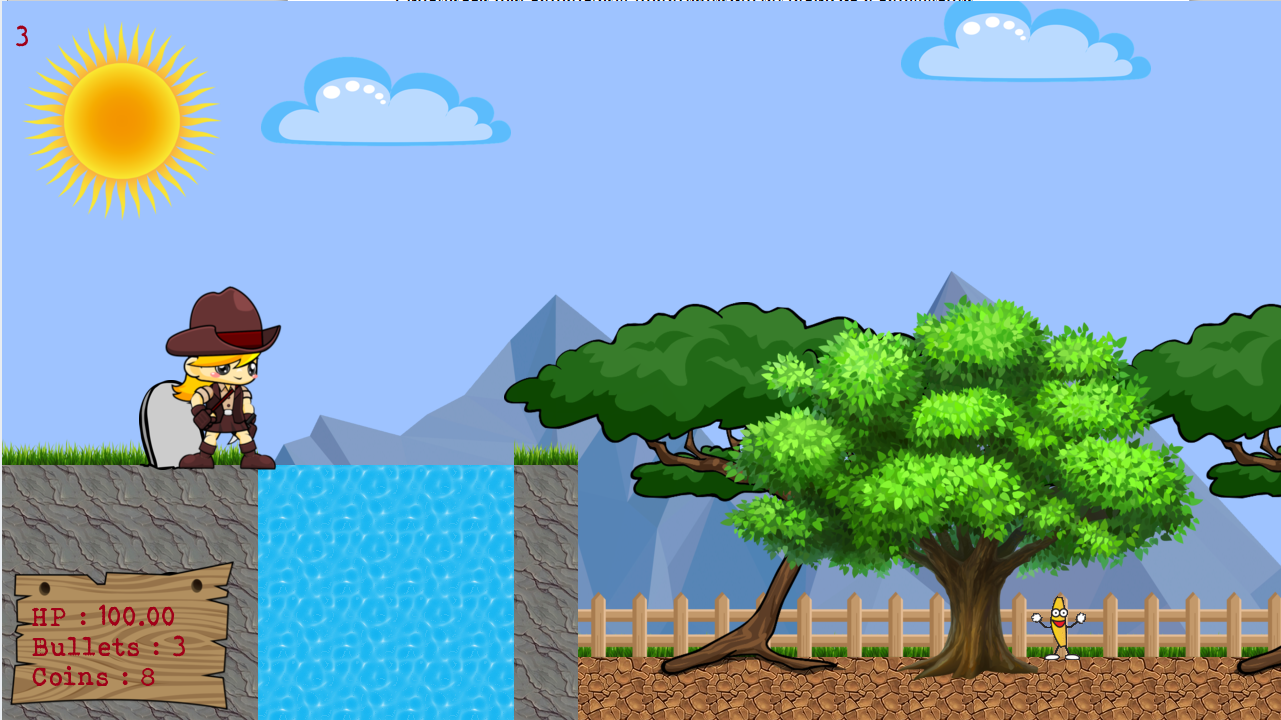 3
HP : 100.00
Bullets : 3
Coins : 8